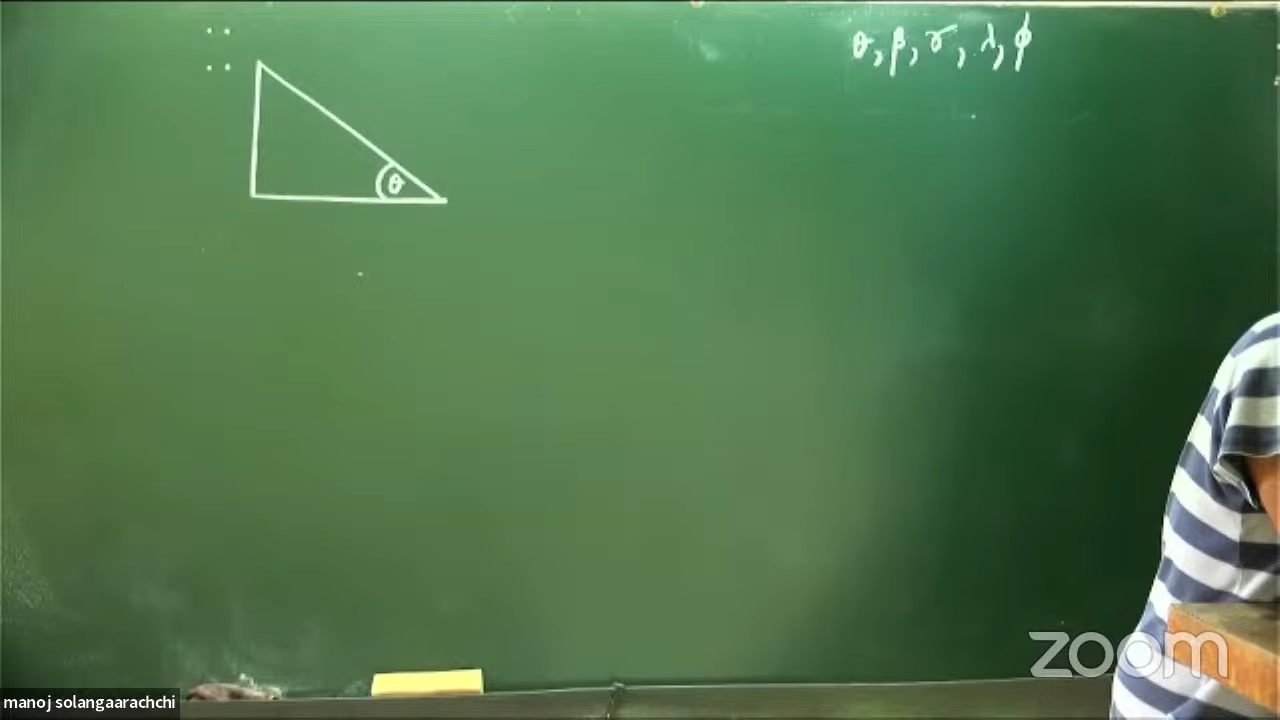 θ, β, γ, λ, ϕ
θ
zoom
manoj solangaarachchi